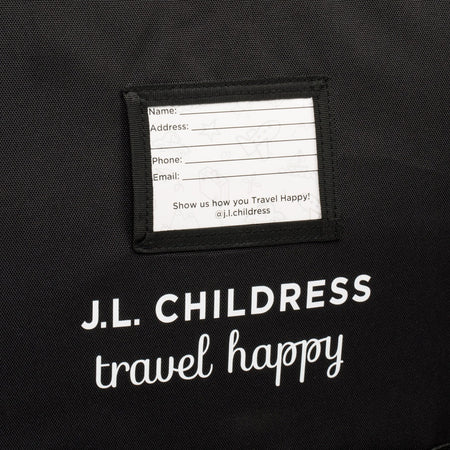 Name:
Address:
Phone:
Email:
Show us how you Travel Happy!
@j.l.childress
J.L. CHILDRESS
travel happy